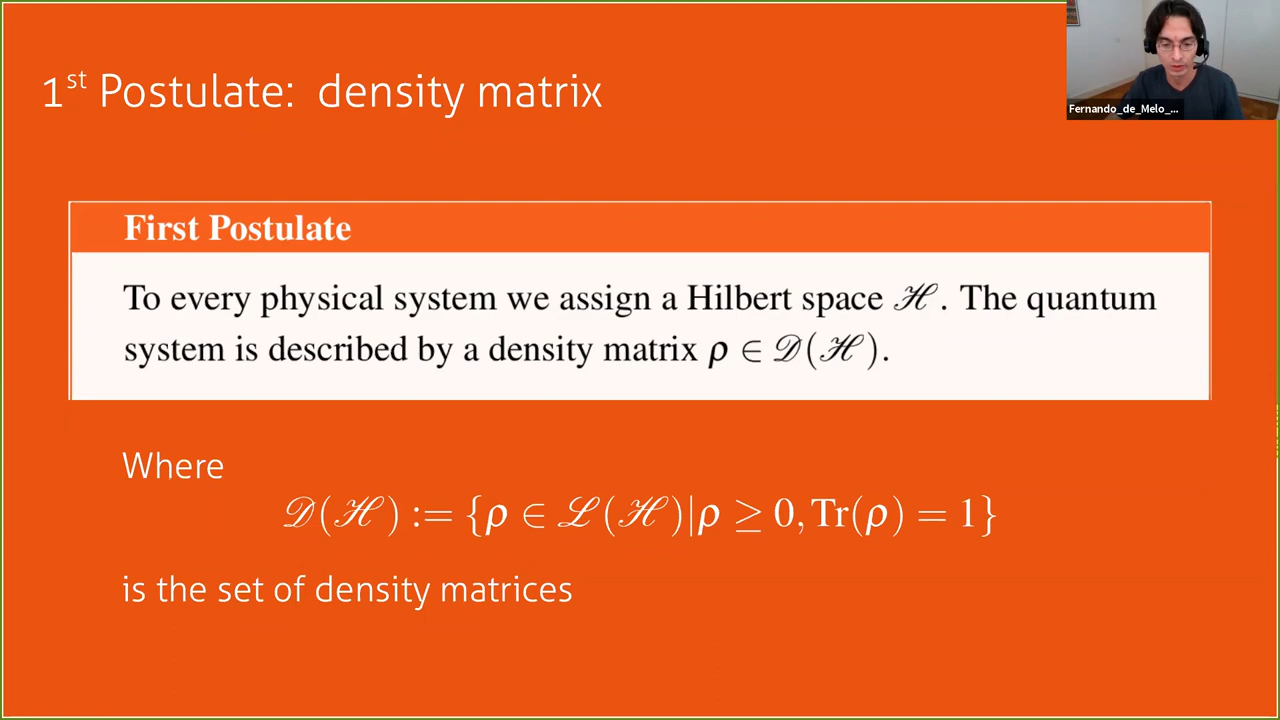 1st Postulate: density matrix
Fernando_de_Melo_...
First Postulate
To every physical system we assign a Hilbert space ℋ. The quantum
system is described by a density matrix ρ ∈ 𝒟(ℋ).
Where
𝒟(ℋ) := {ρ ∈ ℒ(ℋ)|ρ ≥ 0, Tr(ρ) = 1}
is the set of density matrices